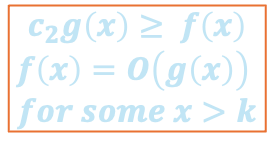 c₂g(x) ≥ f(x)
f(x) = O(g(x))
for some x > k